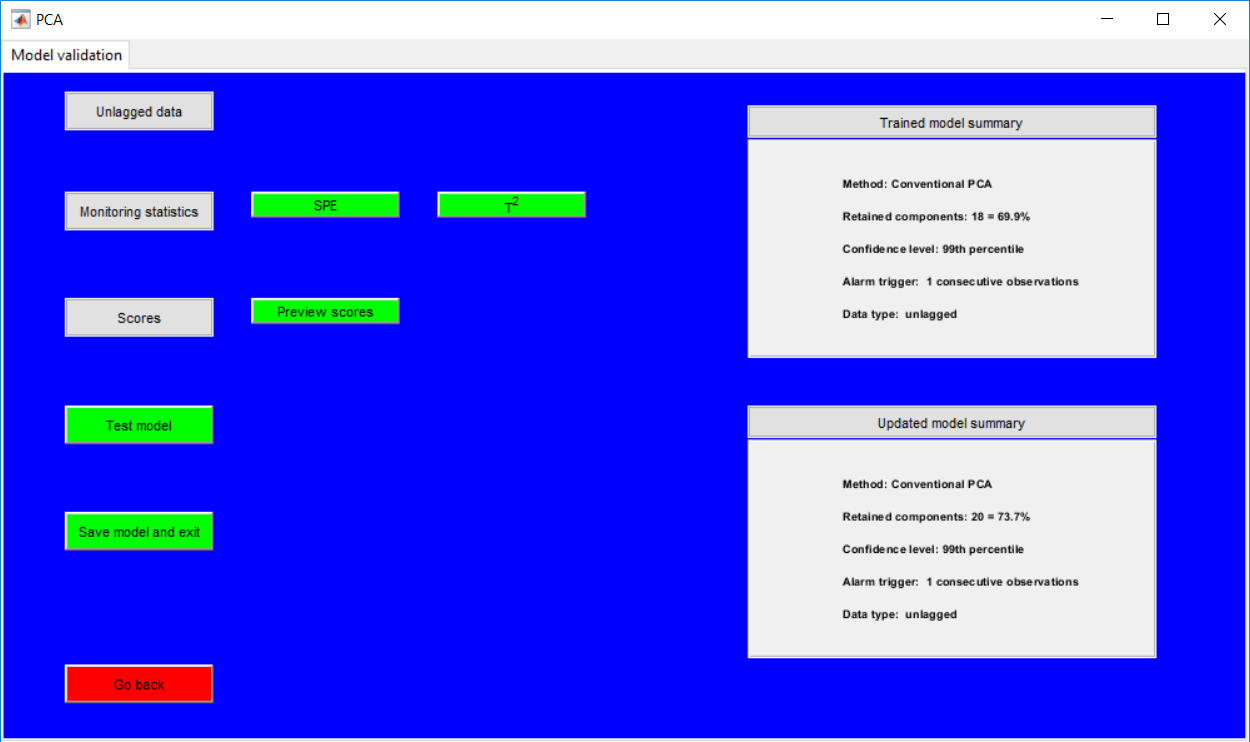 PCA
Model validation
Unlagged data
Monitoring statistics
SPE
T²
Scores
Preview scores
Test model
Save model and exit
Go back
Trained model summary
Method: Conventional PCA
Retained components: 18 = 69.9%
Confidence level: 99th percentile
Alarm trigger:  1 consecutive observations
Data type:  unlagged
Updated model summary
Method: Conventional PCA
Retained components: 20 = 73.7%
Confidence level: 99th percentile
Alarm trigger:  1 consecutive observations
Data type:  unlagged